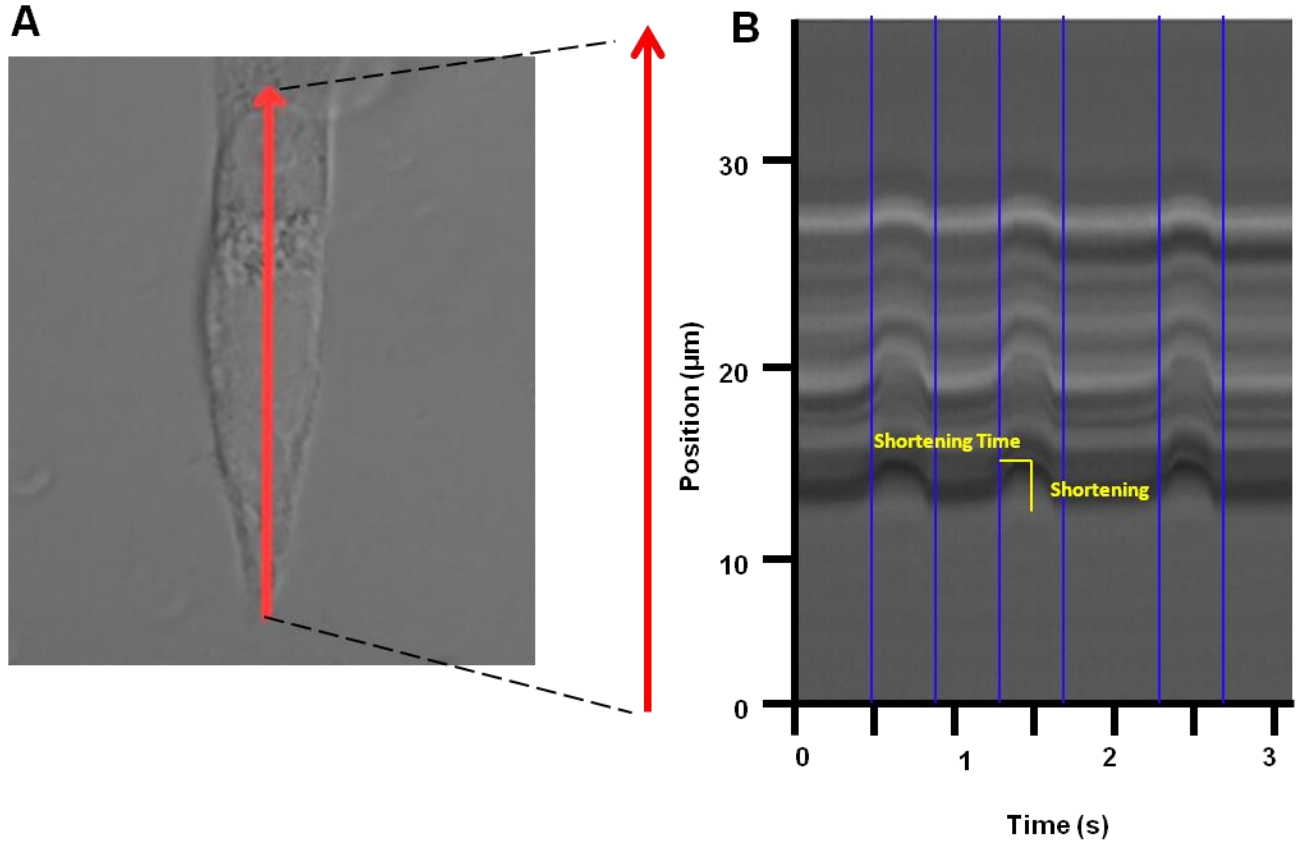 A
B
30
20
10
0
Position (µm)
Shortening Time
Shortening
0
1
2
3
Time (s)